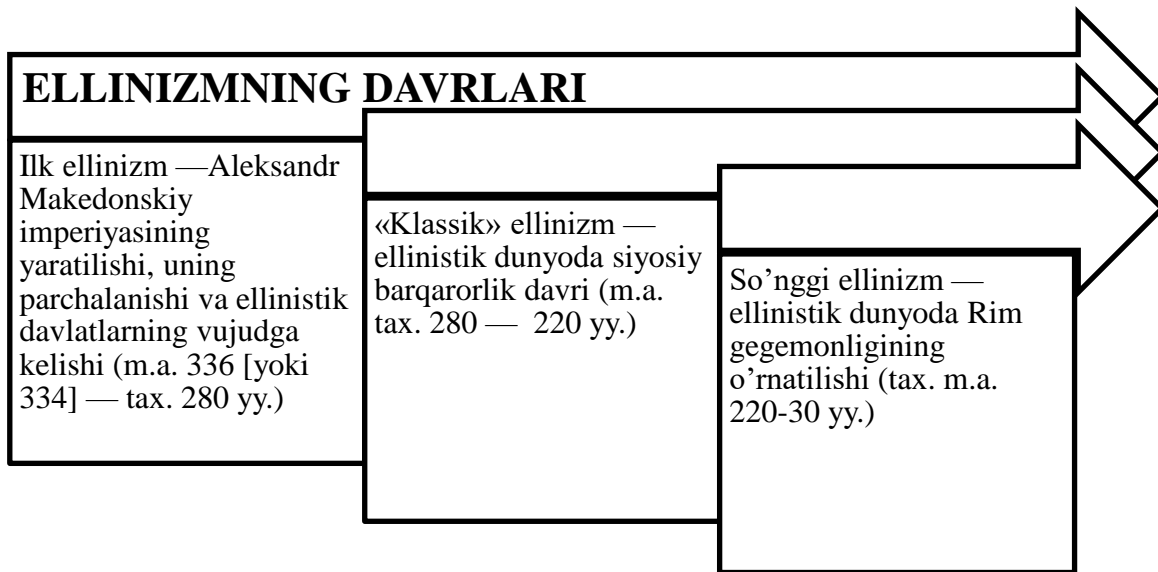 ELLINIZMNING DAVRLARI
Ilk ellinizm —Aleksandr
Makedonskiy
imperiyasining
yaratilishi, uning
parchalanishi va ellinistik
davlatlarning vujudga
kelishi (m.a. 336 [yoki
334] — tax. 280 yy.)
«Klassik» ellinizm —
ellinistik dunyoda siyosiy
barqarorlik davri (m.a.
tax. 280 — 220 yy.)
So’nggi ellinizm —
ellinistik dunyoda Rim
gegemonligining
o’rnatilishi (tax. m.a.
220-30 yy.)